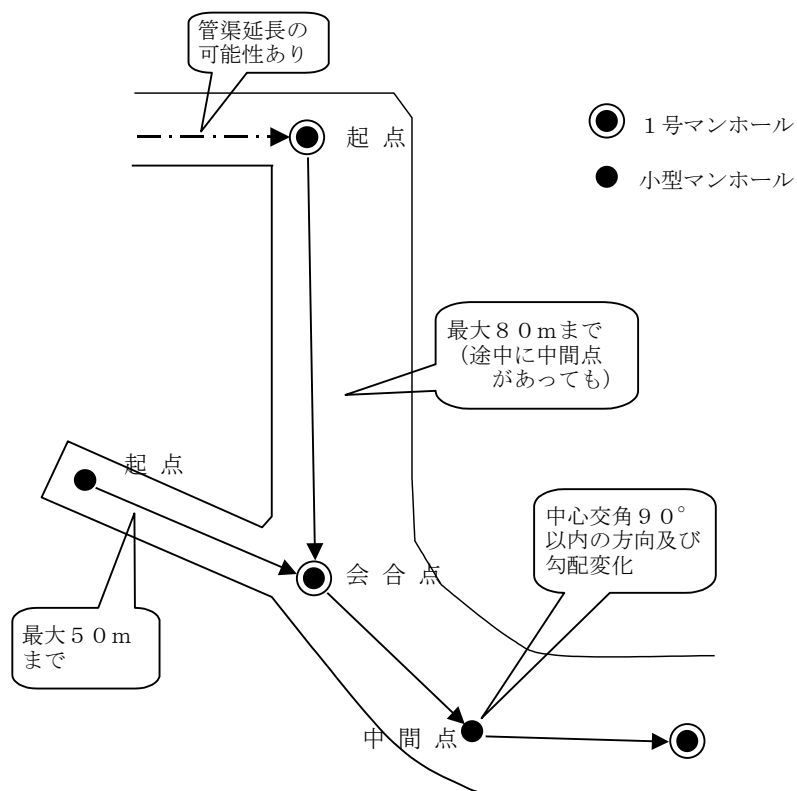 管渠延長の
可能性あり
起 点
１号マンホール
小型マンホール
最大８０ｍまで
（途中に中間点
があっても）
起 点
中心交角９０°
以内の方向及び
勾配変化
会 合 点
最大５０ｍ
まで
中 間 点